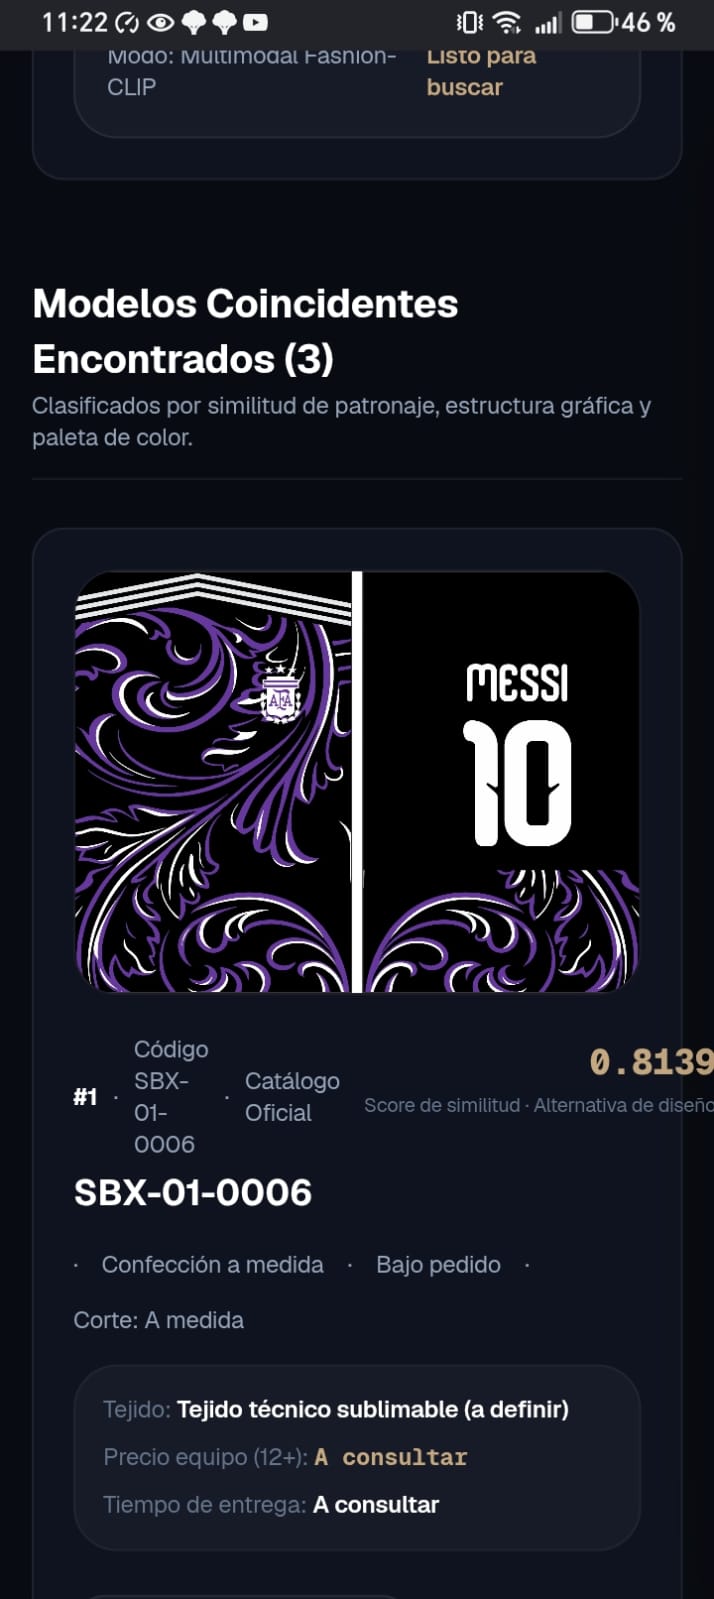 11:22
46 %
Modo: Multimodal Fashion-
CLIP
Listo para
buscar
Modelos Coincidentes
Encontrados (3)
Clasificados por similitud de patronaje, estructura gráfica y
paleta de color.
AFA
MESSI
10
#1 · Código SBX-01-0006 · Catálogo Oficial
0.8139
Score de similitud · Alternativa de diseño
SBX-01-0006
· Confección a medida · Bajo pedido ·
Corte: A medida
Tejido: Tejido técnico sublimable (a definir)
Precio equipo (12+): A consultar
Tiempo de entrega: A consultar